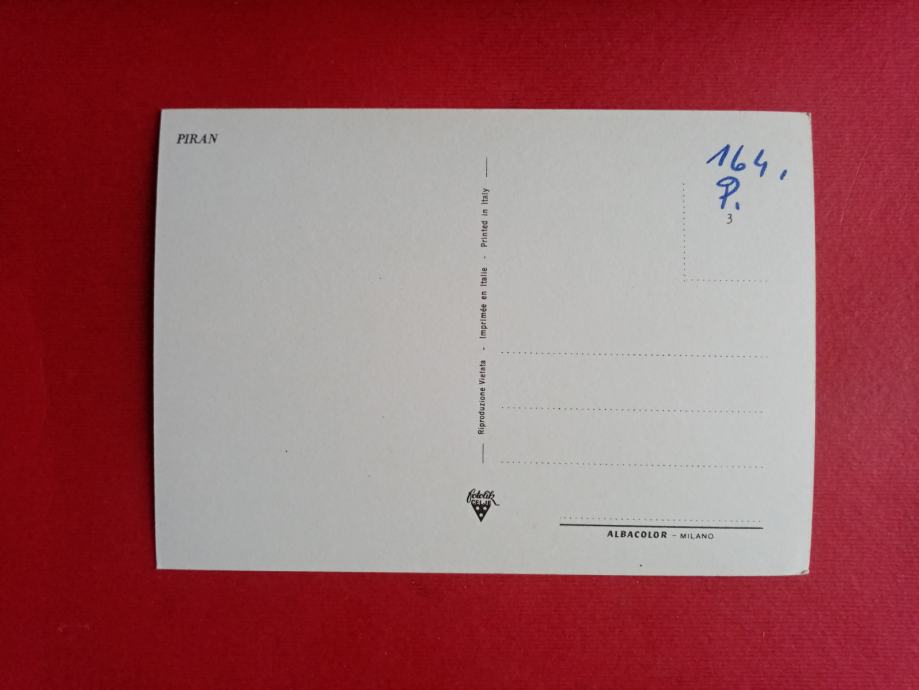 PIRAN
164,
P.
3
Riproduzione Vietata - Imprimée en Italie - Printed in Italy
fotolik
CELJE
ALBACOLOR - MILANO